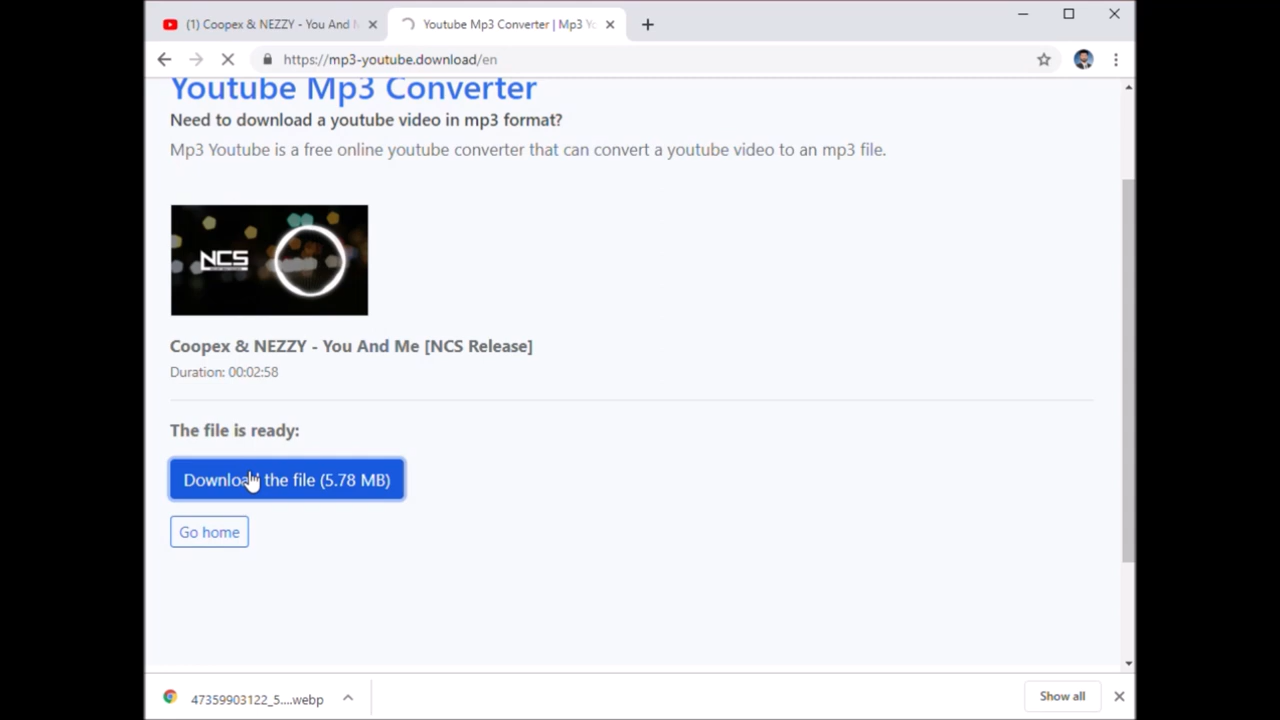 (1) Coopex & NEZZY - You And
Youtube Mp3 Converter | Mp3
https://mp3-youtube.download/en
Youtube Mp3 Converter
Need to download a youtube video in mp3 format?
Mp3 Youtube is a free online youtube converter that can convert a youtube video to an mp3 file.
NCS
Coopex & NEZZY - You And Me [NCS Release]
Duration: 00:02:58
The file is ready:
Download the file (5.78 MB)
Go home
47359903122_5....webp
Show all